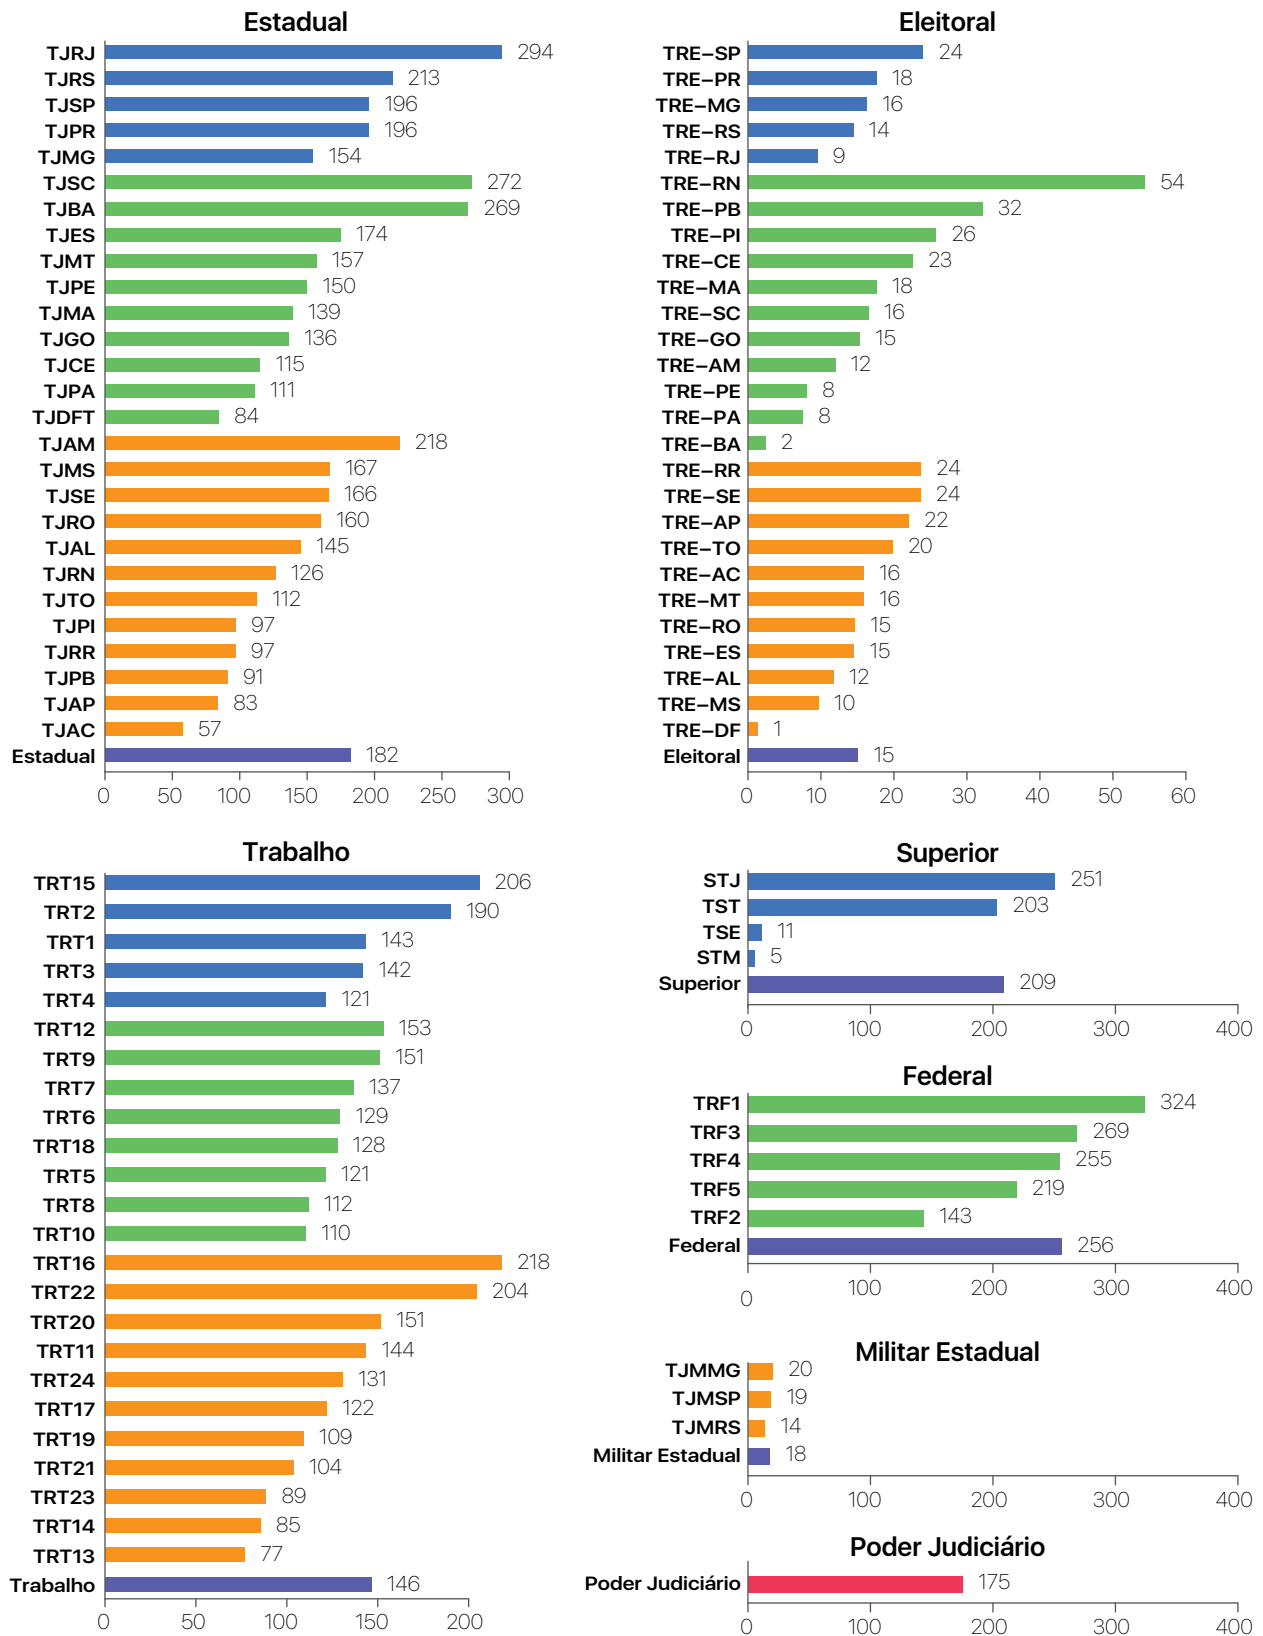 Estadual
TJRJ 294
TJRS 213
TJSP 196
TJPR 196
TJMG 154
TJSC 272
TJBA 269
TJES 174
TJMT 157
TJPE 150
TJMA 139
TJGO 136
TJCE 115
TJPA 111
TJDFT 84
TJAM 218
TJMS 167
TJSE 166
TJRO 160
TJAL 145
TJRN 126
TJTO 112
TJPI 97
TJRR 97
TJPB 91
TJAP 83
TJAC 57
Estadual 182
0 50 100 150 200 250 300
Eleitoral
TRE–SP 24
TRE–PR 18
TRE–MG 16
TRE–RS 14
TRE–RJ 9
TRE–RN 54
TRE–PB 32
TRE–PI 26
TRE–CE 23
TRE–MA 18
TRE–SC 16
TRE–GO 15
TRE–AM 12
TRE–PE 8
TRE–PA 8
TRE–BA 2
TRE–RR 24
TRE–SE 24
TRE–AP 22
TRE–TO 20
TRE–AC 16
TRE–MT 16
TRE–RO 15
TRE–ES 15
TRE–AL 12
TRE–MS 10
TRE–DF 1
Eleitoral 15
0 10 20 30 40 50 60
Trabalho
TRT15 206
TRT2 190
TRT1 143
TRT3 142
TRT4 121
TRT12 153
TRT9 151
TRT7 137
TRT6 129
TRT18 128
TRT5 121
TRT8 112
TRT10 110
TRT16 218
TRT22 204
TRT20 151
TRT11 144
TRT24 131
TRT17 122
TRT19 109
TRT21 104
TRT23 89
TRT14 85
TRT13 77
Trabalho 146
0 50 100 150 200
Superior
STJ 251
TST 203
TSE 11
STM 5
Superior 209
0 100 200 300 400
Federal
TRF1 324
TRF3 269
TRF4 255
TRF5 219
TRF2 143
Federal 256
0 100 200 300 400
Militar Estadual
TJMMG 20
TJMSP 19
TJMRS 14
Militar Estadual 18
0 100 200 300 400
Poder Judiciário
Poder Judiciário 175
0 100 200 300 400